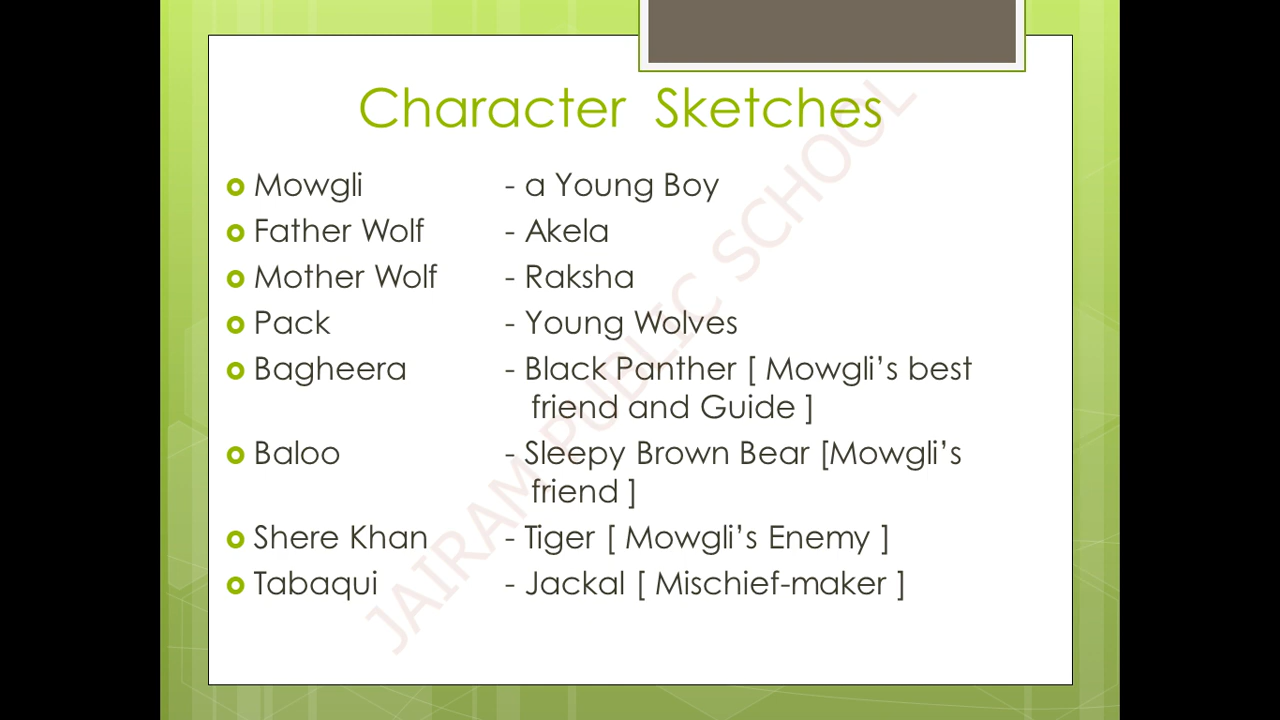 Character Sketches
Mowgli - a Young Boy
Father Wolf - Akela
Mother Wolf - Raksha
Pack - Young Wolves
Bagheera - Black Panther [ Mowgli's best
friend and Guide ]
Baloo - Sleepy Brown Bear [Mowgli's
friend ]
Shere Khan - Tiger [ Mowgli's Enemy ]
Tabaqui - Jackal [ Mischief-maker ]
JAIRAM PUBLIC SCHOOL